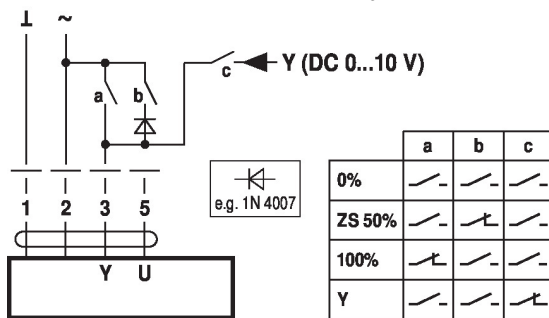 ⊥ ~
a b c Y (DC 0...10 V)
1 2 3 5
Y U
e.g. 1N 4007
a b c
0%
ZS 50%
100%
Y